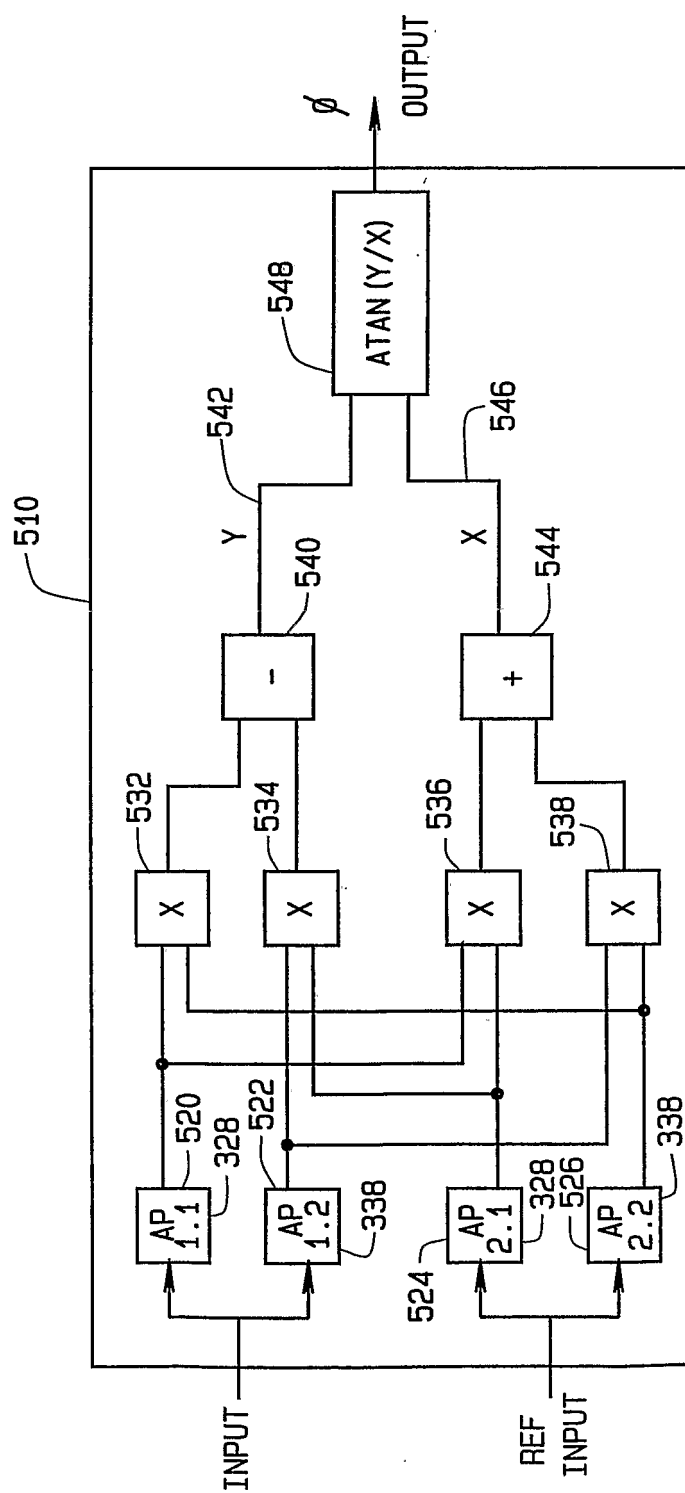 510
INPUT
REF
INPUT
AP
1.1
520
328
AP
1.2
522
338
AP
2.1
524
328
AP
2.2
526
338
X
532
X
534
X
536
X
538
-
540
+
544
Y
542
X
546
ATAN (Y/X)
548
Ø
OUTPUT